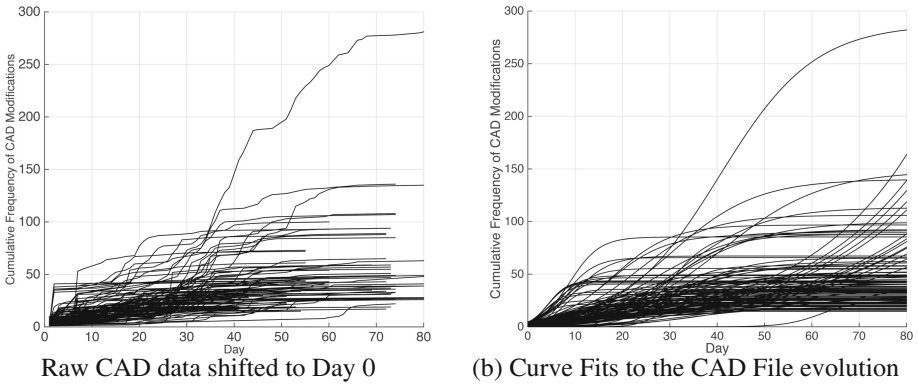 300
250
200
150
100
50
0
Cumulative Frequency of CAD Modifications
0 10 20 30 40 50 60 70 80
Day
Raw CAD data shifted to Day 0
300
250
200
150
100
50
0
Cumulative Frequency of CAD Modifications
0 10 20 30 40 50 60 70 80
Day
(b) Curve Fits to the CAD File evolution